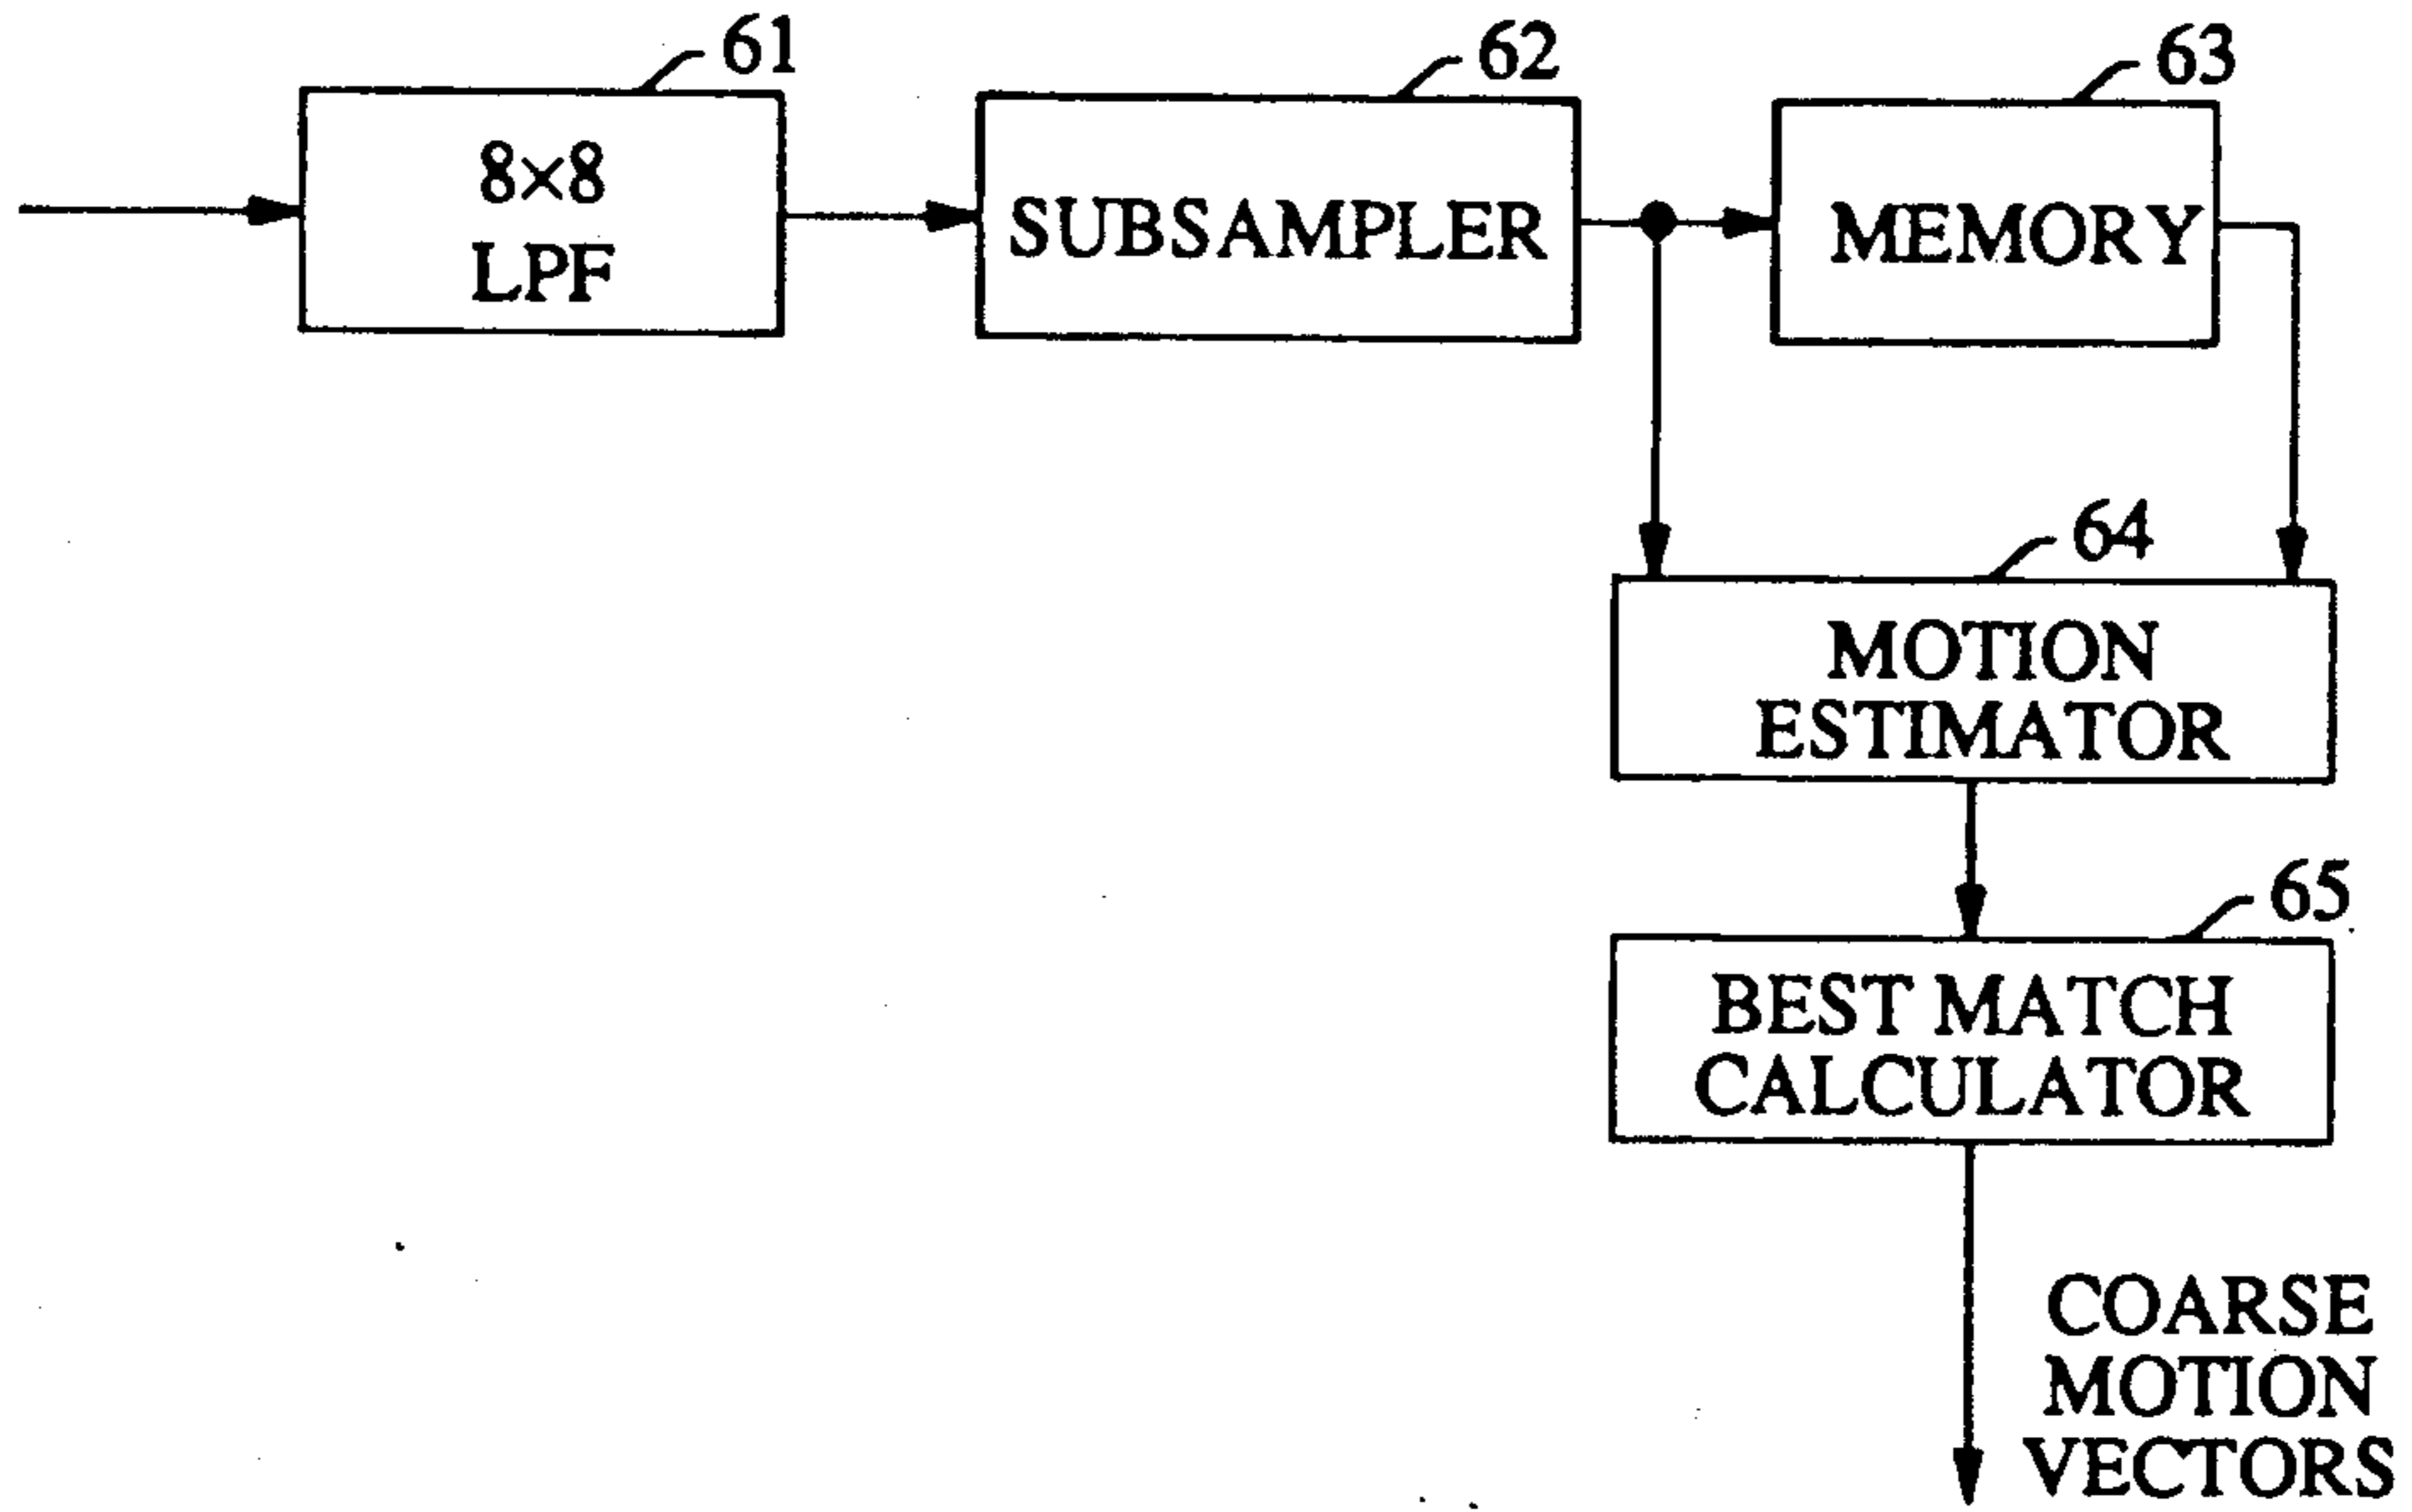 61
62
63
8×8
LPF
SUBSAMPLER
MEMORY
64
MOTION
ESTIMATOR
65
BEST MATCH
CALCULATOR
COARSE
MOTION
VECTORS